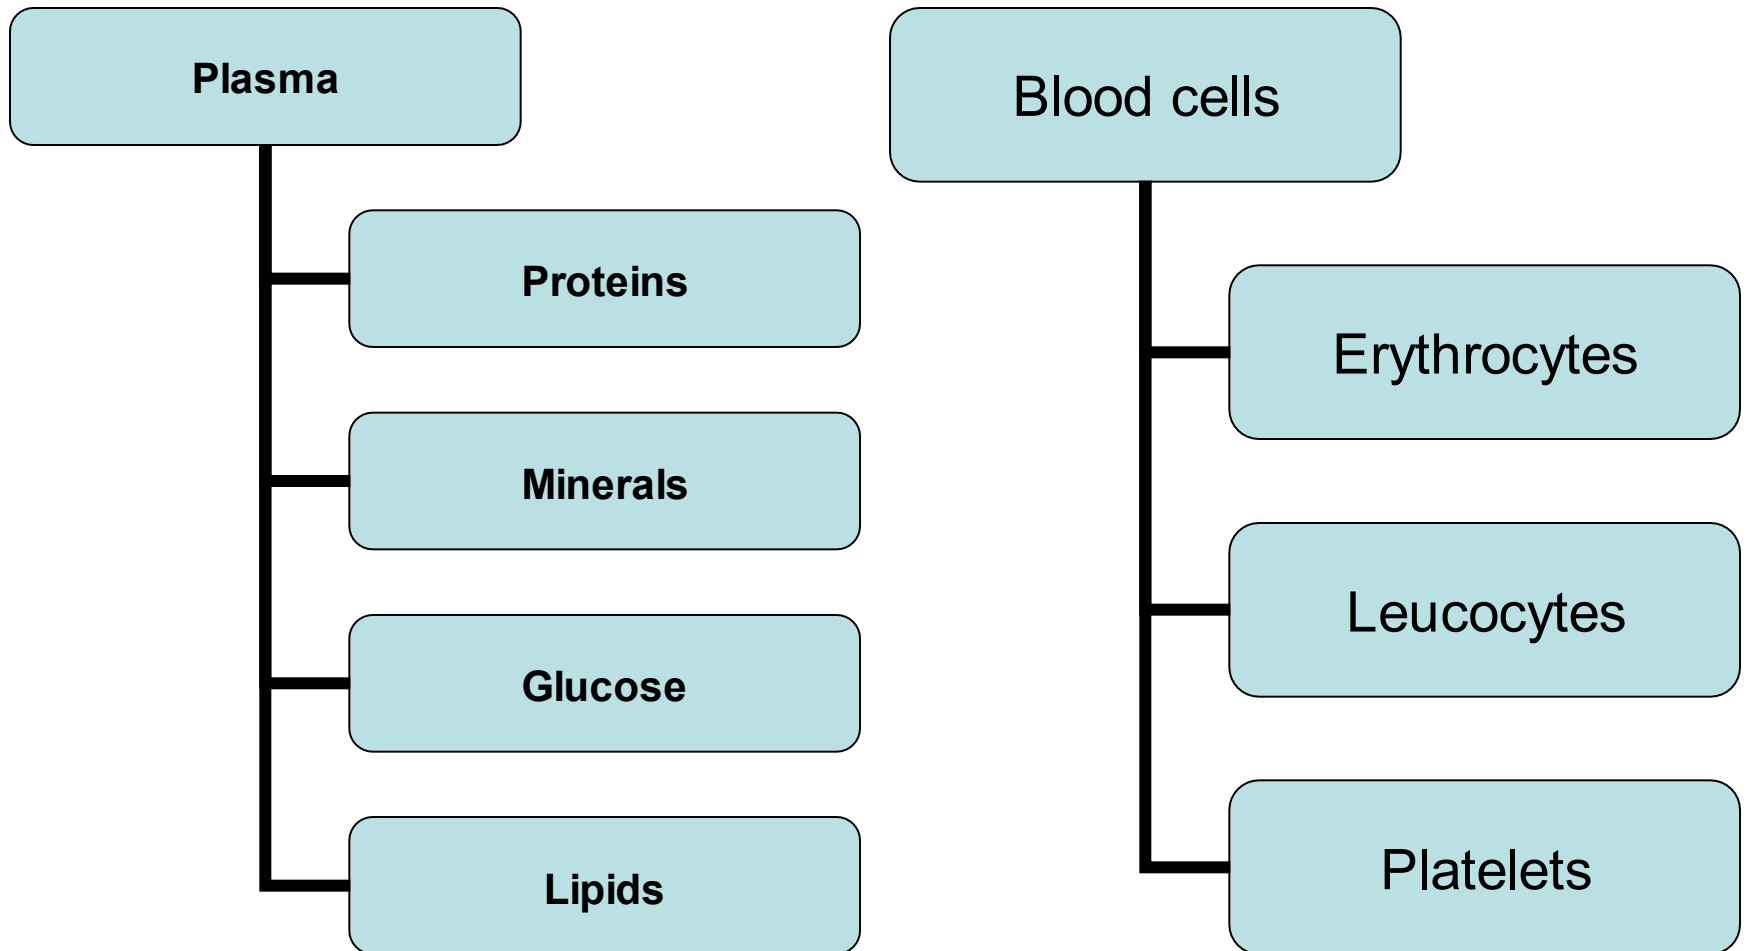 Plasma
Proteins
Minerals
Glucose
Lipids
Blood cells
Erythrocytes
Leucocytes
Platelets